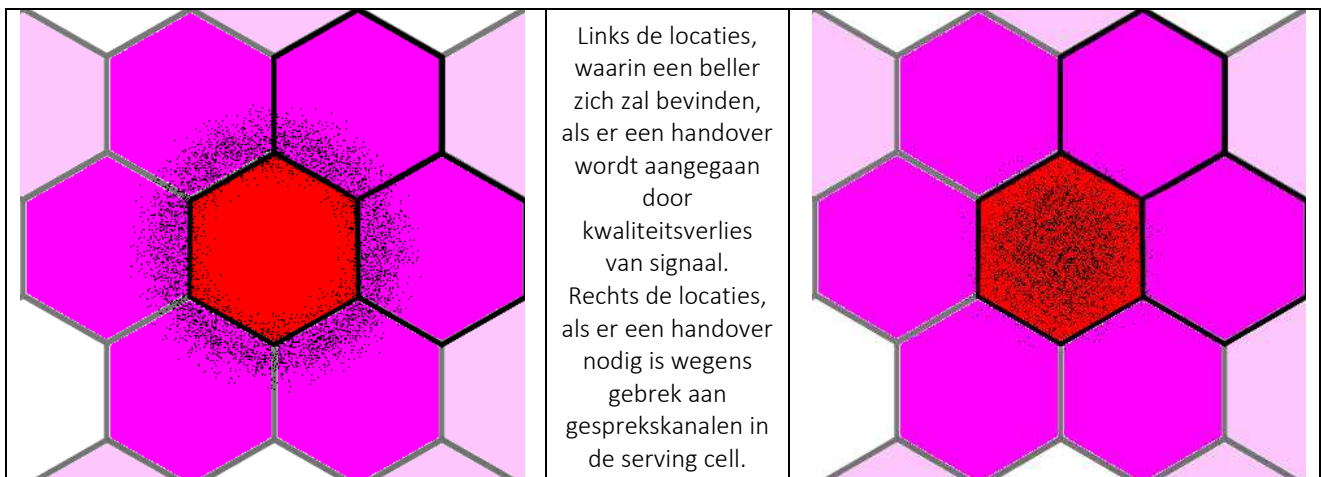 Links de locaties,
waarin een beller
zich zal bevinden,
als er een handover
wordt aangegaan
door
kwaliteitsverlies
van signaal.
Rechts de locaties,
als er een handover
nodig is wegens
gebrek aan
gesprekskanalen in
de serving cell.